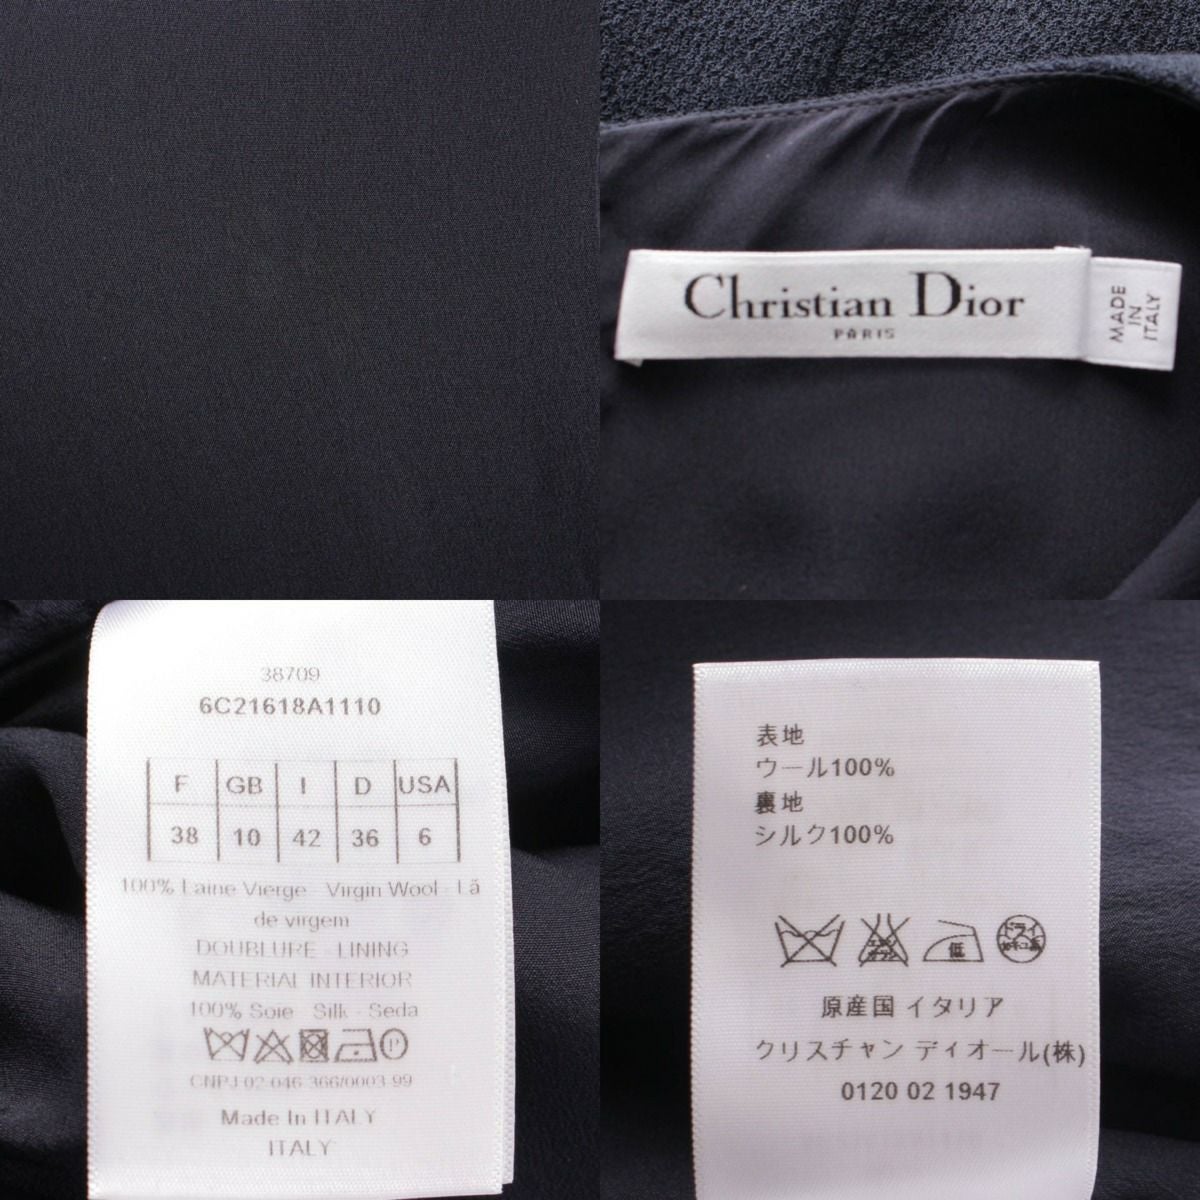 Christian Dior
PARIS
MADE
IN
ITALY
38709
6C21618A1110
F GB I D USA
38 10 42 36 6
100% Laine Vierge - Virgin Wool - Lã
de virgem
DOUBLURE - LINING
MATERIAL INTERIOR
100% Soie - Silk - Seda
P
CNPJ 02 046 366/0003-99
Made In ITALY
ITALY
表地
ウール100%
裏地
シルク100%
低
ドライ
原産国 イタリア
クリスチャン ディオール(株)
0120 02 1947